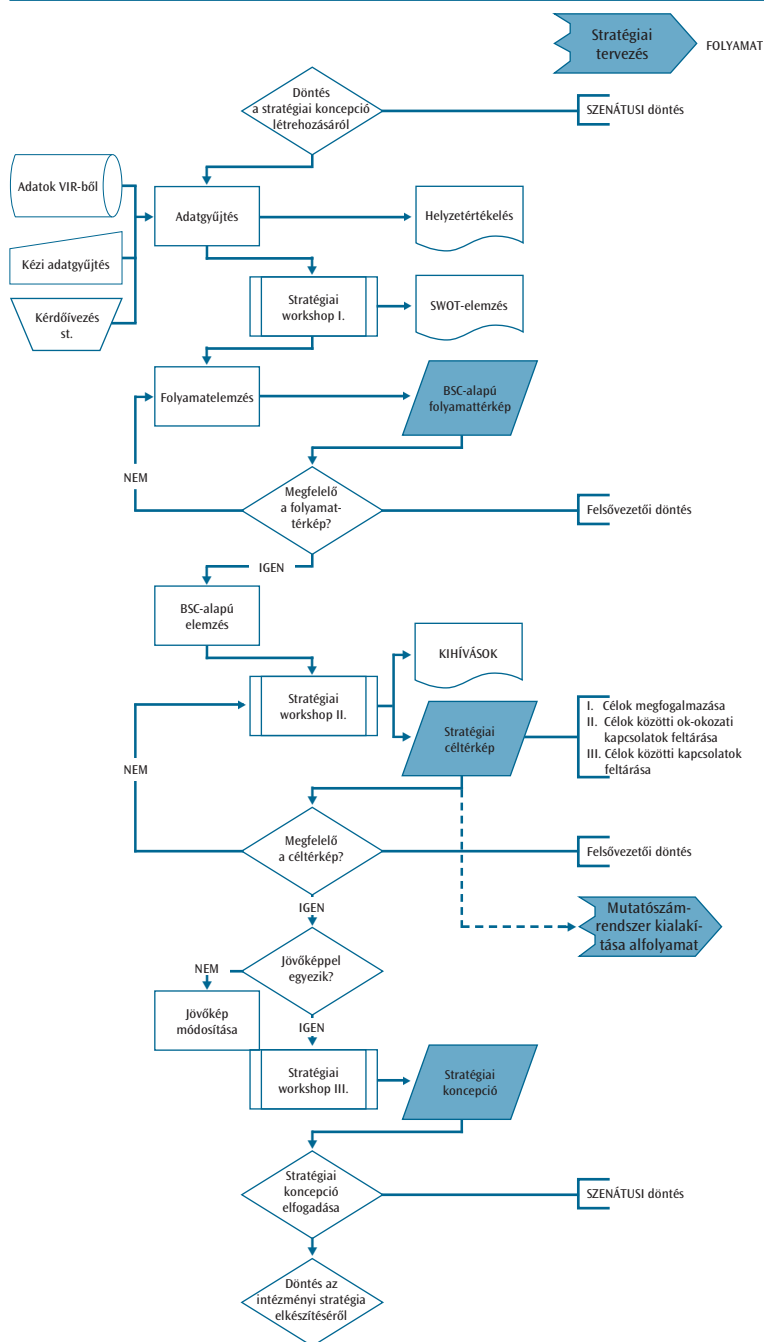 Stratégiai
tervezés
FOLYAMAT
Döntés
a stratégiai koncepció
létrehozásáról
SZENÁTUSI döntés
Adatok VIR-ből
Adatgyűjtés
Helyzetértékelés
Kézi adatgyűjtés
Kérdőívezés
st.
Stratégiai
workshop I.
SWOT-elemzés
Folyamatelemzés
BSC-alapú
folyamattérkép
NEM
Megfelelő
a folyamat-
térkép?
Felsővezetői döntés
IGEN
BSC-alapú
elemzés
KIHÍVÁSOK
Stratégiai
workshop II.
Stratégiai
céltérkép
I. Célok megfogalmazása
II. Célok közötti ok-okozati
kapcsolatok feltárása
III. Célok közötti kapcsolatok
feltárása
NEM
Megfelelő
a céltérkép?
Felsővezetői döntés
IGEN
Mutatószám-
rendszer kialakí-
tása alfolyamat
Jövőképpel
egyezik?
NEM
Jövőkép
módosítása
IGEN
Stratégiai
workshop III.
Stratégiai
koncepció
Stratégiai
koncepció
elfogadása
SZENÁTUSI döntés
Döntés az
intézményi stratégia
elkészítéséről